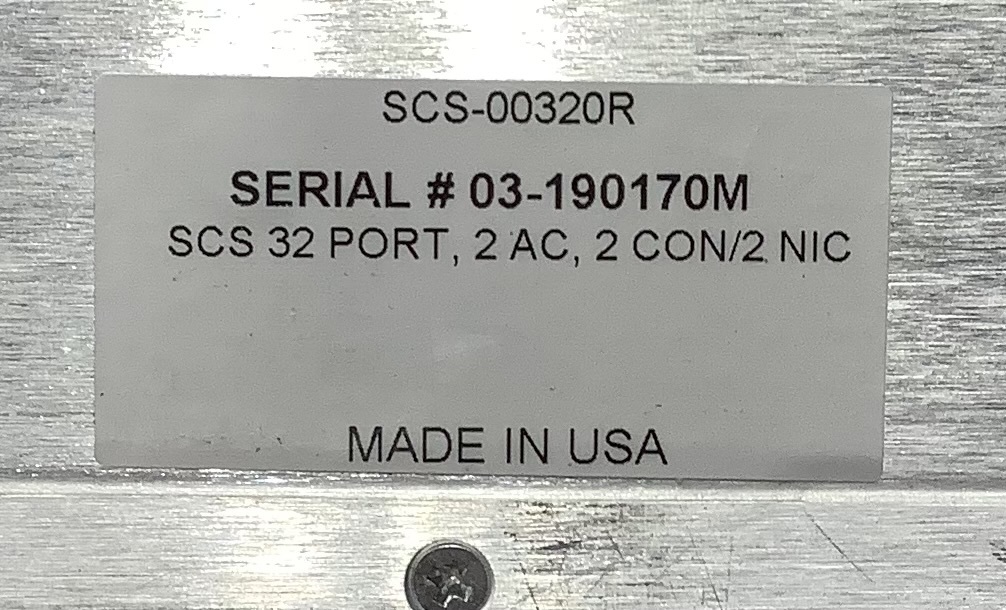 SCS-00320R
SERIAL # 03-190170M
SCS 32 PORT, 2 AC, 2 CON/2 NIC
MADE IN USA